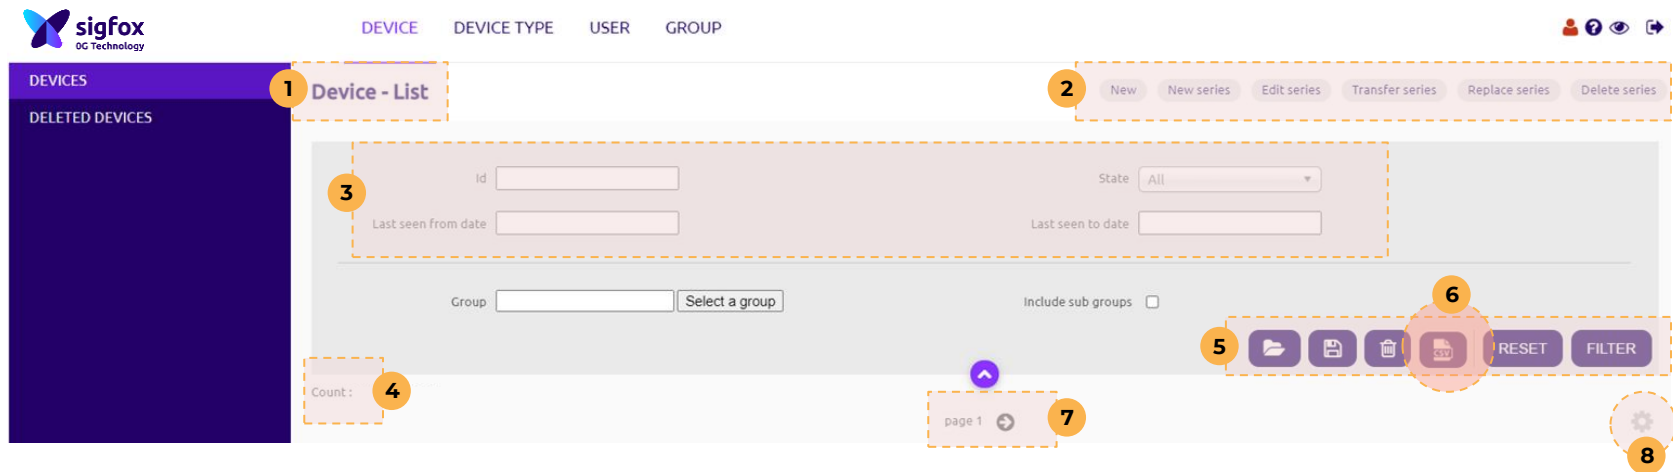 sigfox
0G Technology
DEVICE DEVICE TYPE USER GROUP
DEVICES
DELETED DEVICES
1 Device - List
2 New New series Edit series Transfer series Replace series Delete series
3
Id State All
Last seen from date Last seen to date
Group Select a group Include sub groups
6
5 CSV RESET FILTER
Count : 4
page 1 7
8